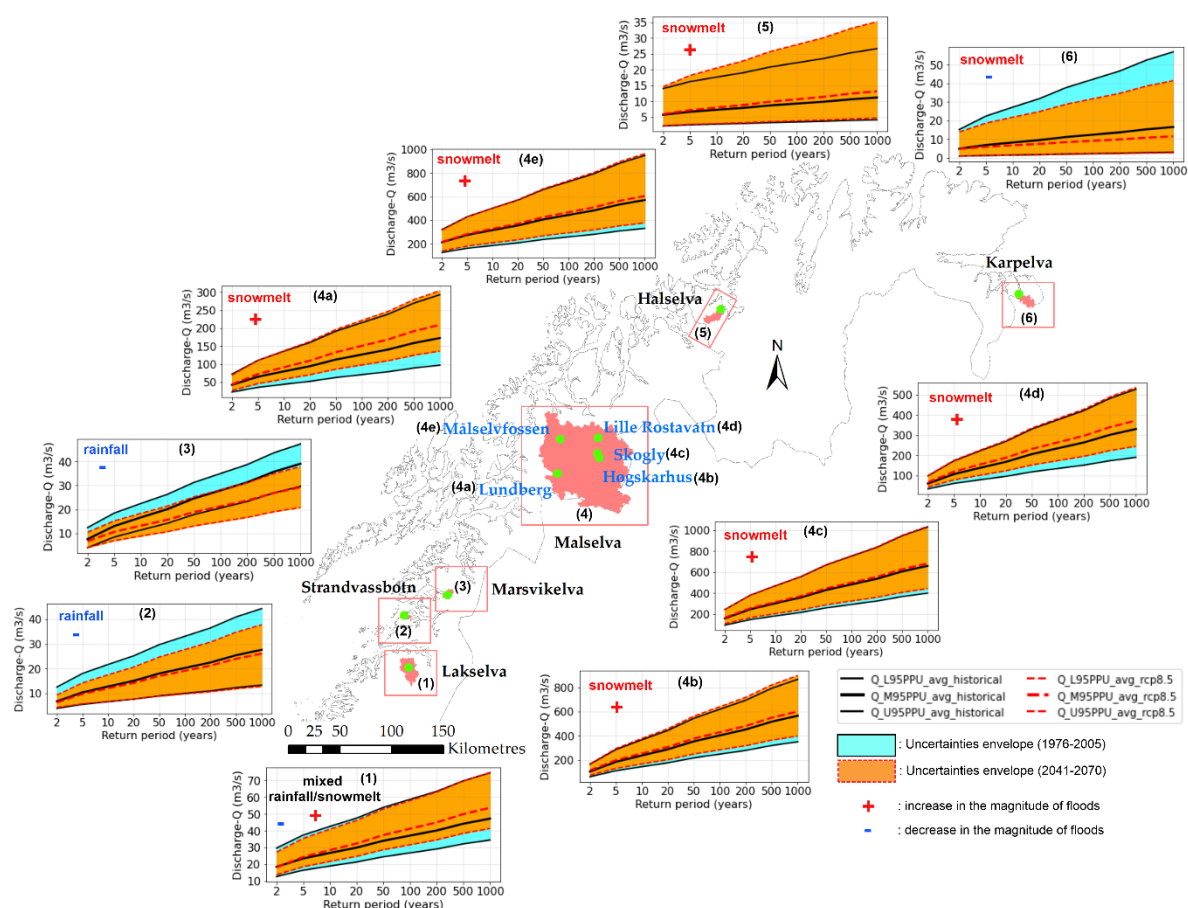 snowmelt
(5)
35
30
25
20
15
10
5
Discharge-Q (m3/s)
2 5 10 20 50 100 200 500 1000
Return period (years)
snowmelt
(6)
50
40
30
20
10
0
Discharge-Q (m3/s)
2 5 10 20 50 100 200 500 1000
Return period (years)
snowmelt
(4e)
1000
800
600
400
200
Discharge-Q (m3/s)
2 5 10 20 50 100 200 500 1000
Return period (years)
snowmelt
(4a)
300
250
200
150
100
50
Discharge-Q (m3/s)
2 5 10 20 50 100 200 500 1000
Return period (years)
Karpelva
(6)
Halselva
(5)
N
snowmelt
(4d)
500
400
300
200
100
Discharge-Q (m3/s)
2 5 10 20 50 100 200 500 1000
Return period (years)
(4e)
Målselvfossen
Lille Rostavatn
(4d)
Skogly
(4c)
Høgskarhus
(4b)
(4a)
Lundberg
(4)
Malselva
rainfall
(3)
40
30
20
10
Discharge-Q (m3/s)
2 5 10 20 50 100 200 500 1000
Return period (years)
snowmelt
(4c)
1000
800
600
400
200
Discharge-Q (m3/s)
2 5 10 20 50 100 200 500 1000
Return period (years)
Strandvassbotn
(2)
(3)
Marsvikelva
Lakselva
(1)
rainfall
(2)
40
30
20
10
Discharge-Q (m3/s)
2 5 10 20 50 100 200 500 1000
Return period (years)
0 25 50 100 150
Kilometres
snowmelt
(4b)
800
600
400
200
Discharge-Q (m3/s)
2 5 10 20 50 100 200 500 1000
Return period (years)
mixed
rainfall/snowmelt
(1)
70
60
50
40
30
20
10
Discharge-Q (m3/s)
2 5 10 20 50 100 200 500 1000
Return period (years)
Q_L95PPU_avg_historical Q_L95PPU_avg_rcp8.5
Q_M95PPU_avg_historical Q_M95PPU_avg_rcp8.5
Q_U95PPU_avg_historical Q_U95PPU_avg_rcp8.5
: Uncertainties envelope (1976-2005)
: Uncertainties envelope (2041-2070)
+ : increase in the magnitude of floods
- : decrease in the magnitude of floods